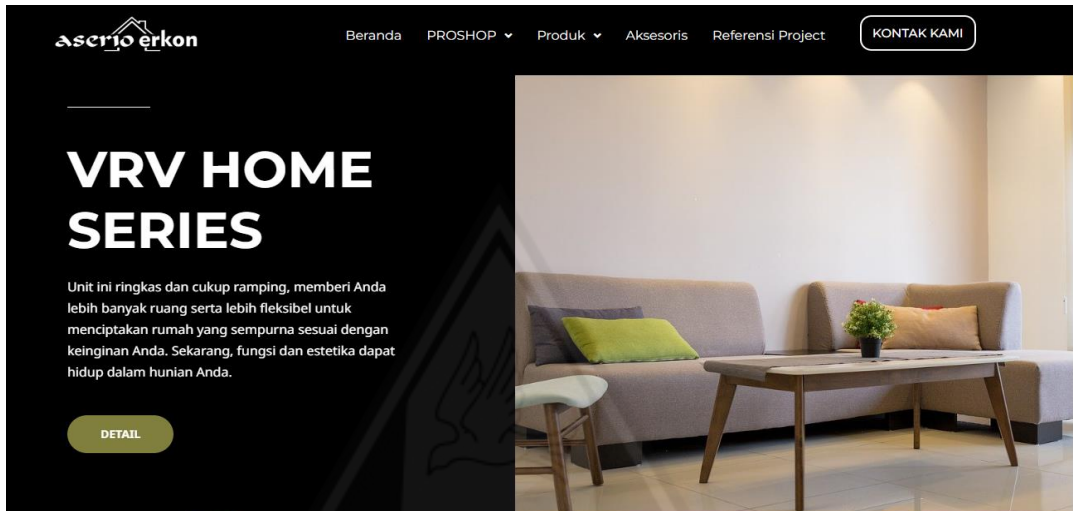 aserio erkon
Beranda PROSHOP Produk Aksesoris Referensi Project KONTAK KAMI
VRV HOME
SERIES
Unit ini ringkas dan cukup ramping, memberi Anda
lebih banyak ruang serta lebih fleksibel untuk
menciptakan rumah yang sempurna sesuai dengan
keinginan Anda. Sekarang, fungsi dan estetika dapat
hidup dalam hunian Anda.
DETAIL